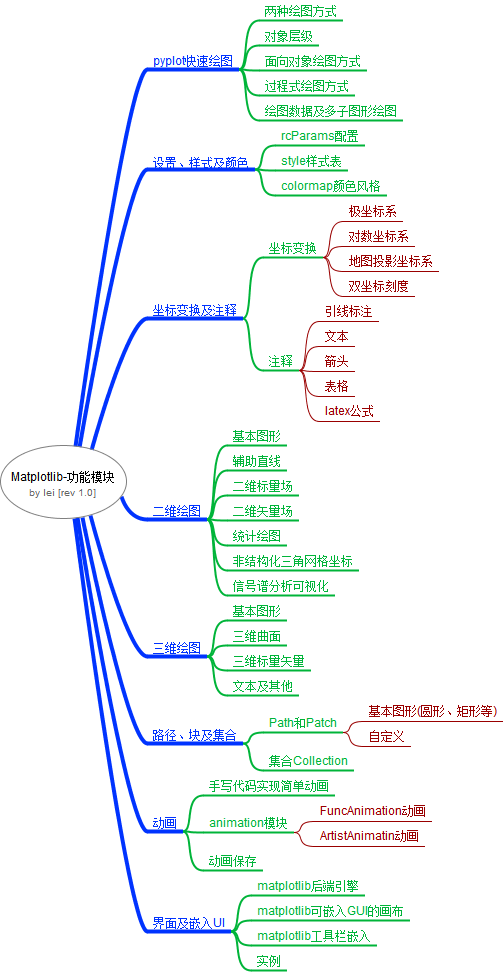 Matplotlib-功能模块
by lei [rev 1.0]
pyplot快速绘图
两种绘图方式
对象层级
面向对象绘图方式
过程式绘图方式
绘图数据及多子图形绘图
设置、样式及颜色
rcParams配置
style样式表
colormap颜色风格
坐标变换及注释
坐标变换
极坐标系
对数坐标系
地图投影坐标系
双坐标刻度
注释
引线标注
文本
箭头
表格
latex公式
二维绘图
基本图形
辅助直线
二维标量场
二维矢量场
统计绘图
非结构化三角网格坐标
信号谱分析可视化
三维绘图
基本图形
三维曲面
三维标量矢量
文本及其他
路径、块及集合
Path和Patch
基本图形(圆形、矩形等)
自定义
集合Collection
动画
手写代码实现简单动画
animation模块
FuncAnimation动画
ArtistAnimatin动画
动画保存
界面及嵌入UI
matplotlib后端引擎
matplotlib可嵌入GUI的画布
matplotlib工具栏嵌入
实例